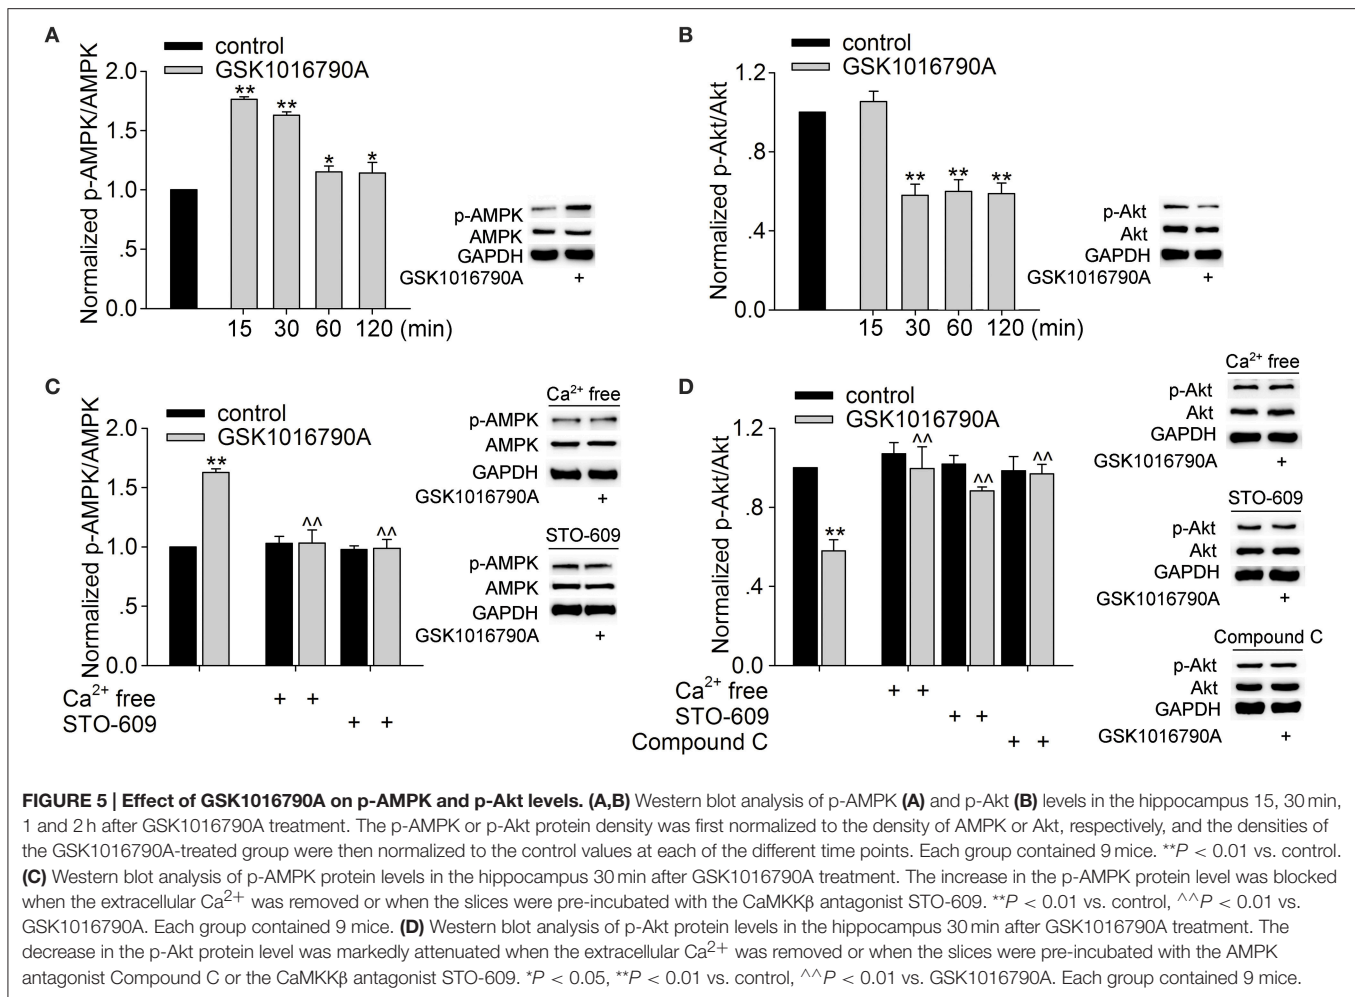 A
control
GSK1016790A
Normalized p-AMPK/AMPK
2.0
1.5
1.0
.5
0.0
**
**
*
*
15 30 60 120 (min)
p-AMPK
AMPK
GAPDH
GSK1016790A +
B
control
GSK1016790A
Normalized p-Akt/Akt
1.2
.8
.4
0.0
**
**
**
15 30 60 120 (min)
p-Akt
Akt
GAPDH
GSK1016790A +
C
control
GSK1016790A
Normalized p-AMPK/AMPK
2.0
1.5
1.0
.5
0.0
**
^^
^^
Ca2+ free + +
STO-609 + +
Ca2+ free
p-AMPK
AMPK
GAPDH
GSK1016790A +
STO-609
p-AMPK
AMPK
GAPDH
GSK1016790A +
D
control
GSK1016790A
Normalized p-Akt/Akt
1.2
.8
.4
0.0
**
^^
^^
^^
Ca2+ free + +
STO-609 + +
Compound C + +
Ca2+ free
p-Akt
Akt
GAPDH
GSK1016790A +
STO-609
p-Akt
Akt
GAPDH
GSK1016790A +
Compound C
p-Akt
Akt
GAPDH
GSK1016790A +
FIGURE 5 | Effect of GSK1016790A on p-AMPK and p-Akt levels. (A,B) Western blot analysis of p-AMPK (A) and p-Akt (B) levels in the hippocampus 15, 30 min,
1 and 2 h after GSK1016790A treatment. The p-AMPK or p-Akt protein density was first normalized to the density of AMPK or Akt, respectively, and the densities of
the GSK1016790A-treated group were then normalized to the control values at each of the different time points. Each group contained 9 mice. **P < 0.01 vs. control.
(C) Western blot analysis of p-AMPK protein levels in the hippocampus 30 min after GSK1016790A treatment. The increase in the p-AMPK protein level was blocked
when the extracellular Ca2+ was removed or when the slices were pre-incubated with the CaMKKβ antagonist STO-609. **P < 0.01 vs. control, ^^P < 0.01 vs.
GSK1016790A. Each group contained 9 mice. (D) Western blot analysis of p-Akt protein levels in the hippocampus 30 min after GSK1016790A treatment. The
decrease in the p-Akt protein level was markedly attenuated when the extracellular Ca2+ was removed or when the slices were pre-incubated with the AMPK
antagonist Compound C or the CaMKKβ antagonist STO-609. *P < 0.05, **P < 0.01 vs. control, ^^P < 0.01 vs. GSK1016790A. Each group contained 9 mice.